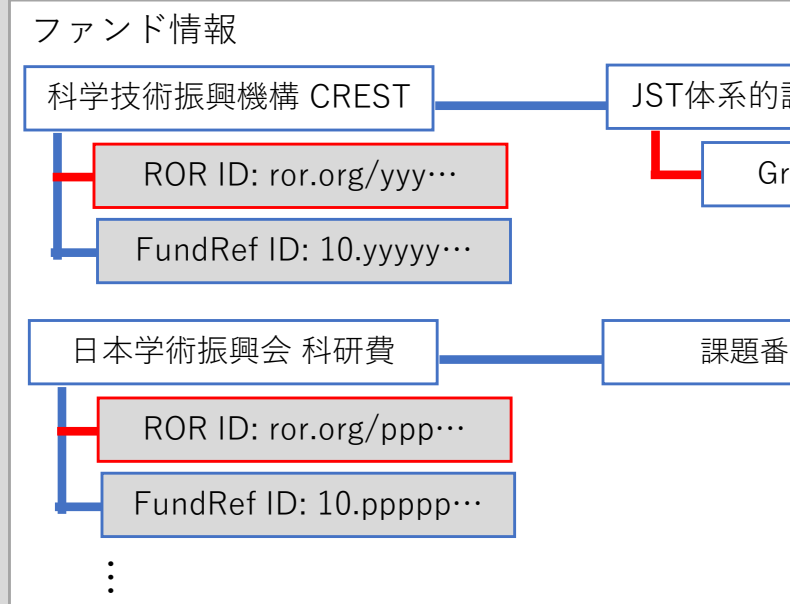 ファンド情報
科学技術振興機構 CREST
JST体系的
ROR ID: ror.org/yyy…
Gr
FundRef ID: 10.yyyyy…
日本学術振興会 科研費
課題番
ROR ID: ror.org/ppp…
FundRef ID: 10.ppppp…
⋮